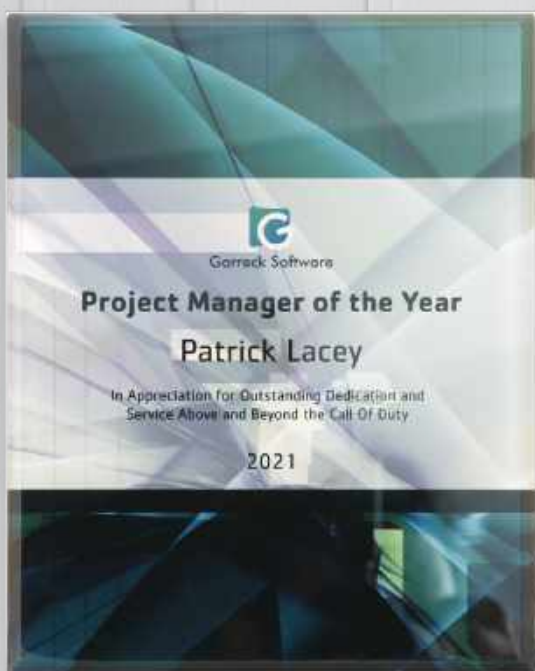 Garrack Software
Project Manager of the Year
Patrick Lacey
In Appreciation for Outstanding Dedication and
Service Above and Beyond the Call Of Duty
2021